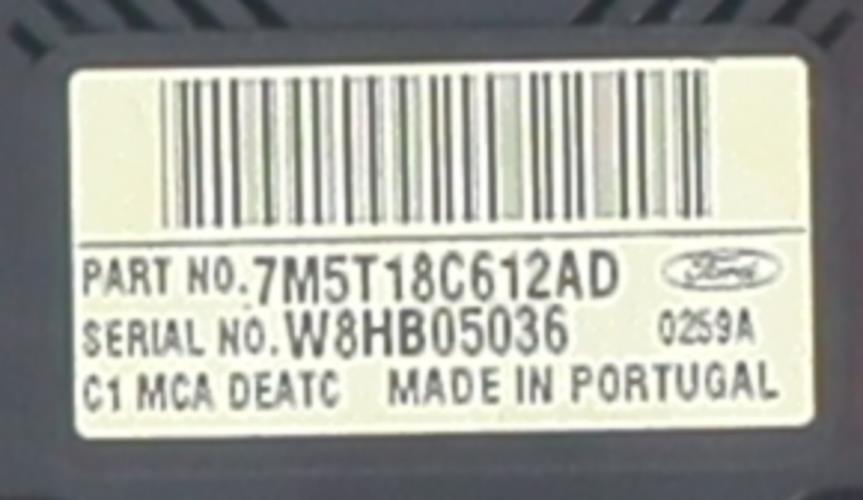 PART NO. 7M5T18C612AD Ford
SERIAL NO. W8HB05036 0259A
C1 MCA DEATC MADE IN PORTUGAL